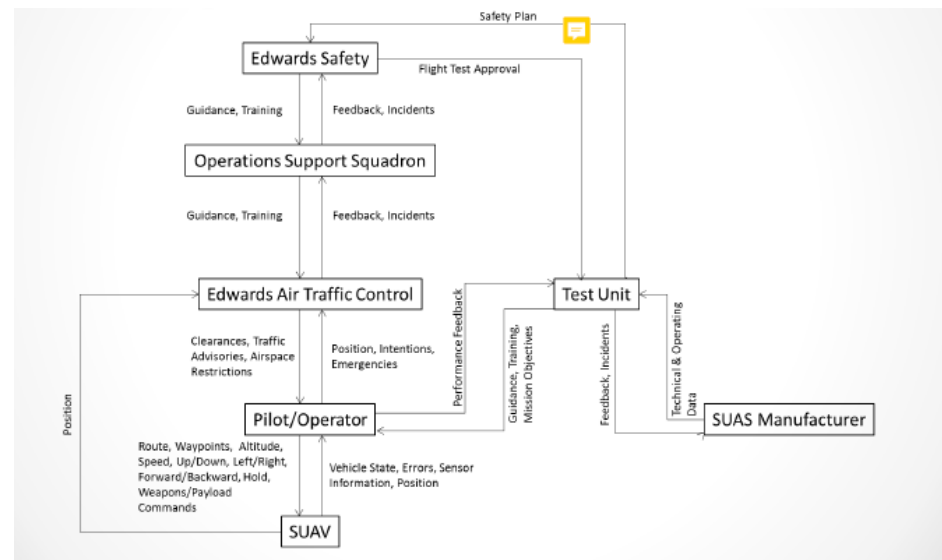 Safety Plan
Edwards Safety
Flight Test Approval
Guidance, Training
Feedback, Incidents
Operations Support Squadron
Guidance, Training
Feedback, Incidents
Edwards Air Traffic Control
Test Unit
Clearances, Traffic
Advisories, Airspace
Restrictions
Position, Intentions,
Emergencies
Performance Feedback
Guidance, Training,
Mission Objectives
Feedback, Incidents
Technical & Operating
Data
Position
Pilot/Operator
SUAS Manufacturer
Route, Waypoints, Altitude,
Speed, Up/Down, Left/Right,
Forward/Backward, Hold,
Weapons/Payload
Commands
Vehicle State, Errors, Sensor
Information, Position
SUAV